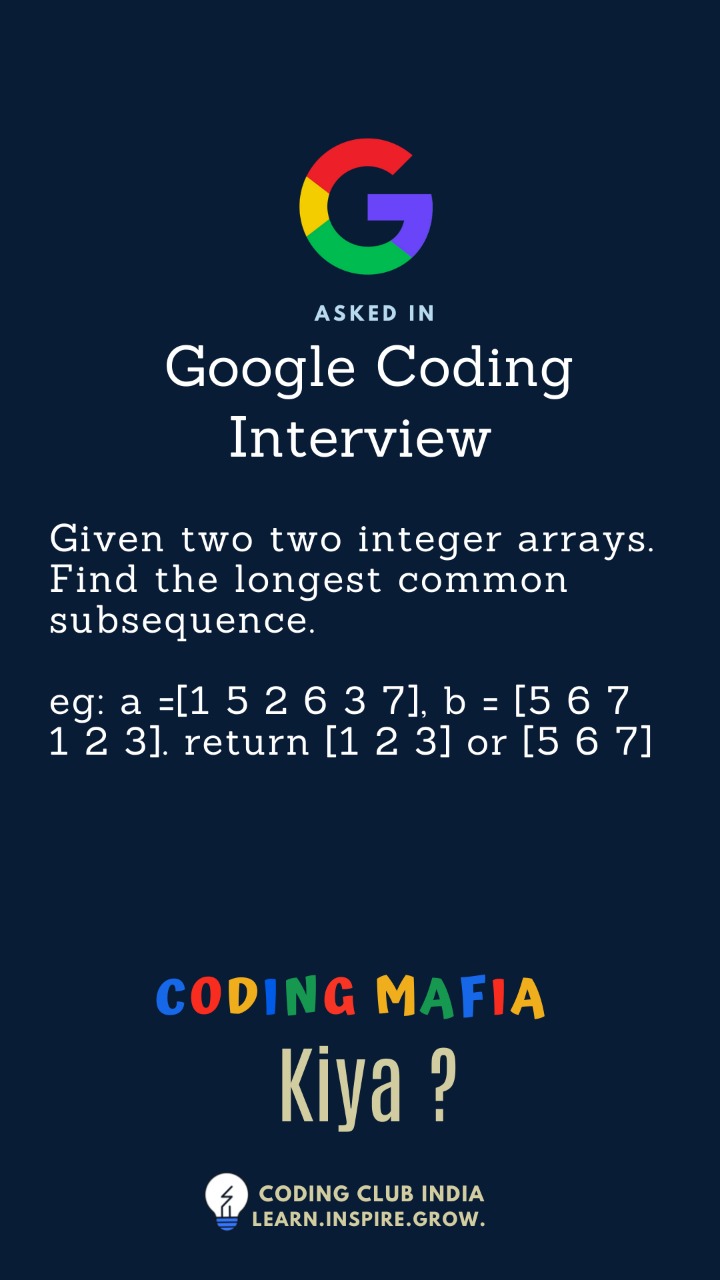 ASKED IN
Google Coding
Interview
Given two two integer arrays.
Find the longest common
subsequence.
eg: a =[1 5 2 6 3 7], b = [5 6 7
1 2 3]. return [1 2 3] or [5 6 7]
CODING MAFIA
Kiya ?
CODING CLUB INDIA
LEARN.INSPIRE.GROW.